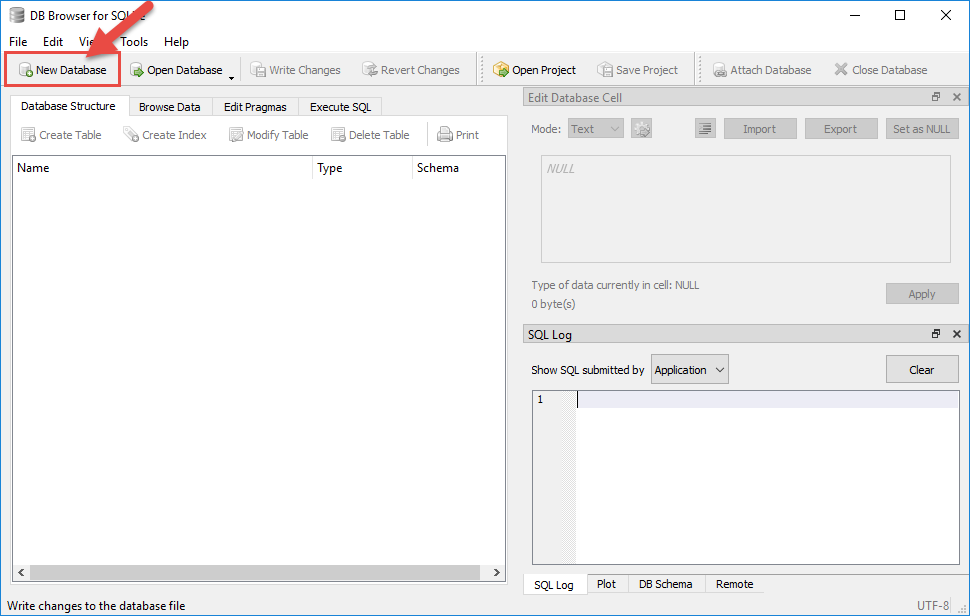 DB Browser for SQL
File Edit Tools Help
New Database Open Database Write Changes Revert Changes Open Project Save Project Attach Database Close Database
Database Structure Browse Data Edit Pragmas Execute SQL
Create Table Create Index Modify Table Delete Table Print
Name Type Schema
Edit Database Cell
Mode: Text Import Export Set as NULL
NULL
Type of data currently in cell: NULL
0 byte(s)
Apply
SQL Log
Show SQL submitted by Application Clear
1
SQL Log Plot DB Schema Remote
Write changes to the database file UTF-8